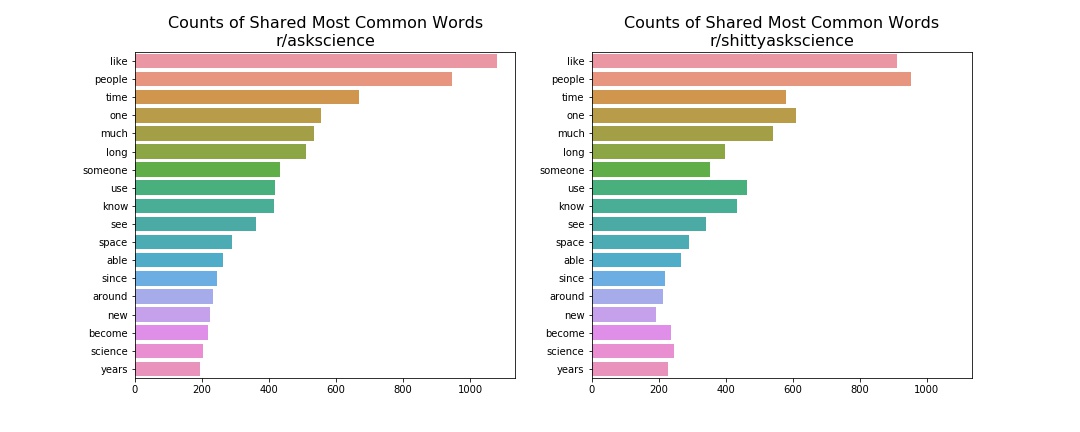 Counts of Shared Most Common Words
r/askscience
like
people
time
one
much
long
someone
use
know
see
space
able
since
around
new
become
science
years
0 200 400 600 800 1000
Counts of Shared Most Common Words
r/shittyaskscience
like
people
time
one
much
long
someone
use
know
see
space
able
since
around
new
become
science
years
0 200 400 600 800 1000